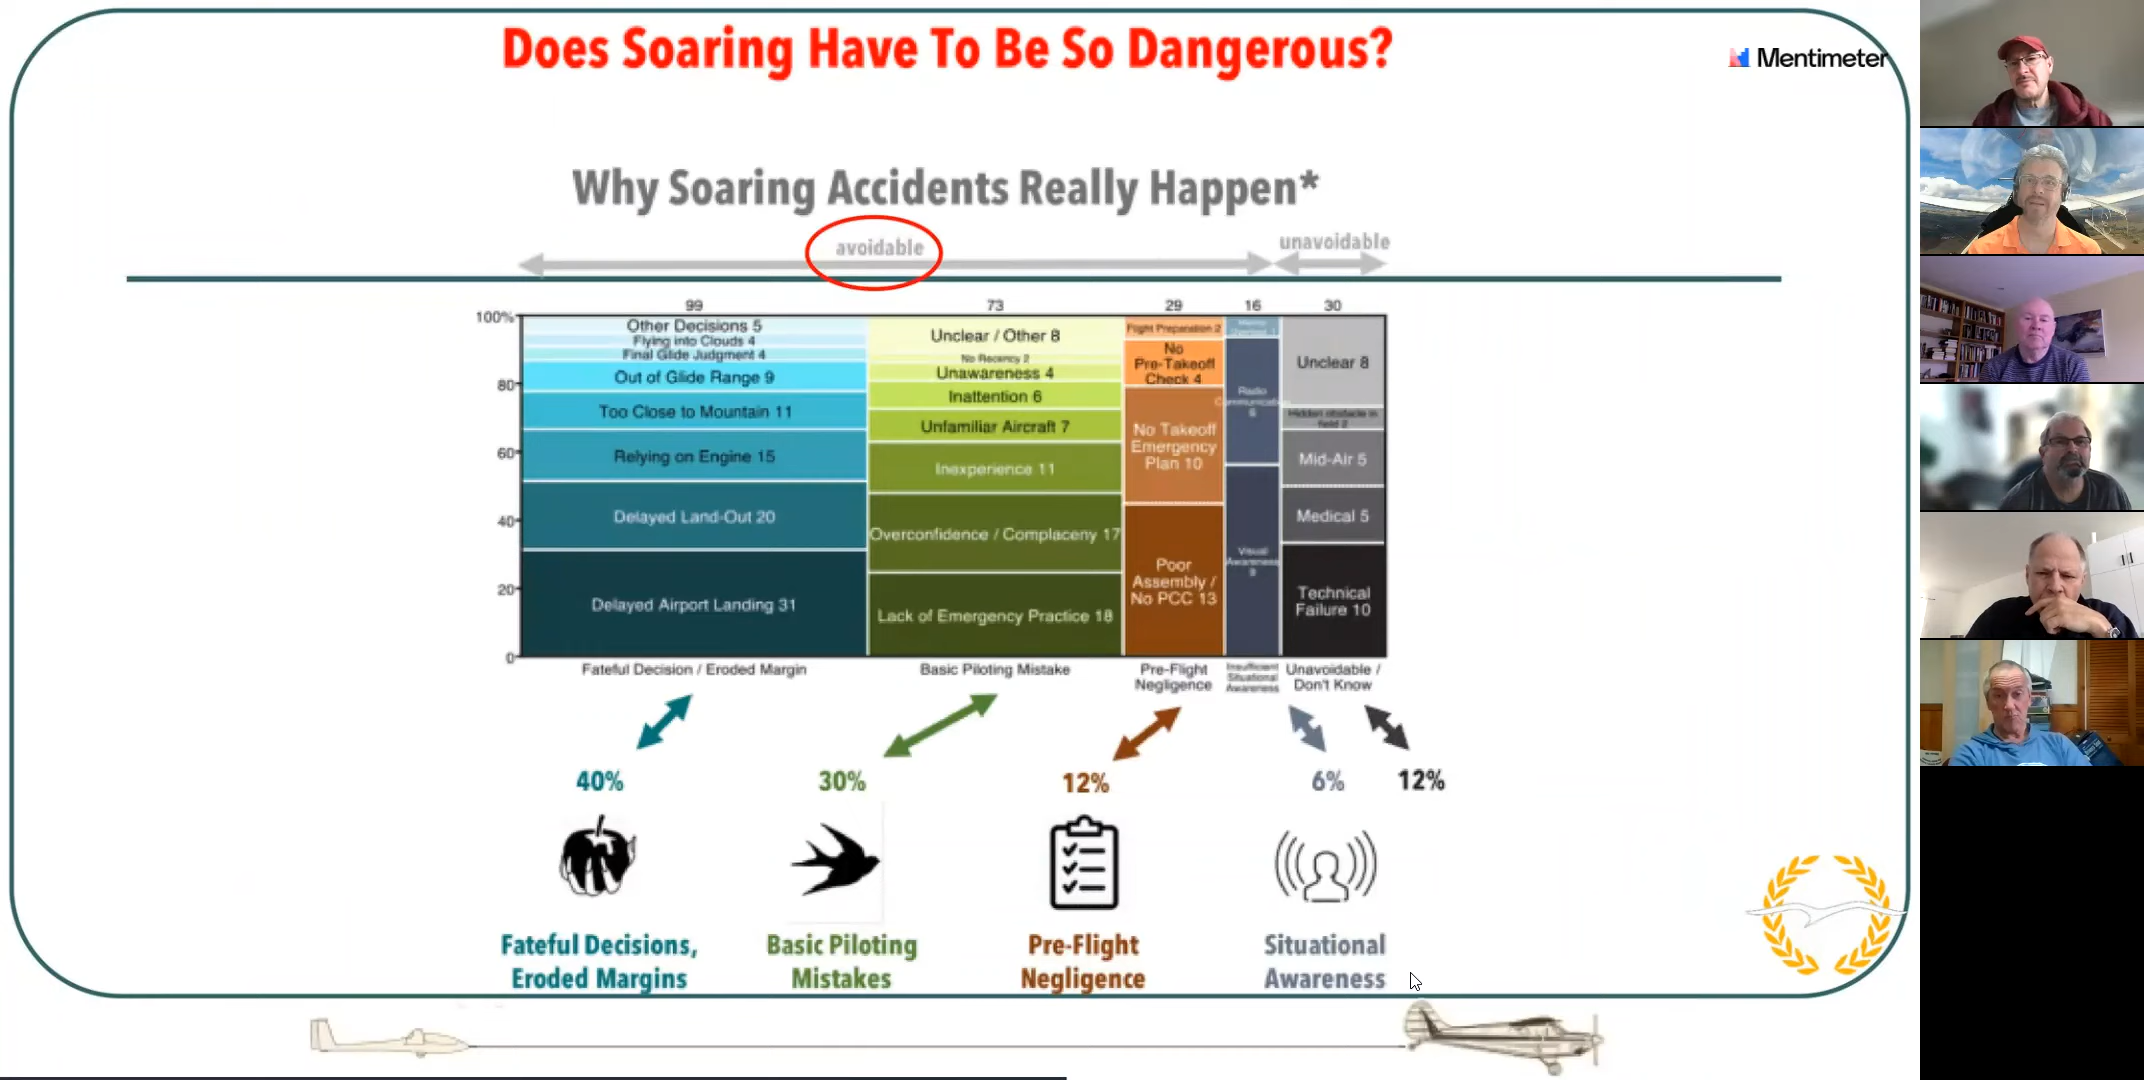 Does Soaring Have To Be So Dangerous?
Mentimeter
Why Soaring Accidents Really Happen*
avoidable
unavoidable
99
73
29
16
30
100%
80
60
40
20
0
Other Decisions 5
Flying into Clouds 4
Final Glide Judgment 4
Out of Glide Range 9
Too Close to Mountain 11
Relying on Engine 15
Delayed Land-Out 20
Delayed Airport Landing 31
Unclear / Other 8
No Recency 2
Unawareness 4
Inattention 6
Unfamiliar Aircraft 7
Inexperience 11
Overconfidence / Complaceny 17
Lack of Emergency Practice 18
Flight Preparation 2
No
Pre-Takeoff
Check 4
No Takeoff
Emergency
Plan 10
Poor
Assembly /
No PCC 13
Radio
Communication
6
Visual
Awareness
9
Unclear 8
Hidden obstacle in
field 2
Mid-Air 5
Medical 5
Technical
Failure 10
Fateful Decision / Eroded Margin
Basic Piloting Mistake
Pre-Flight
Negligence
Insufficient
Situational
Awareness
Unavoidable /
Don't Know
40%
30%
12%
6%
12%
Fateful Decisions,
Eroded Margins
Basic Piloting
Mistakes
Pre-Flight
Negligence
Situational
Awareness